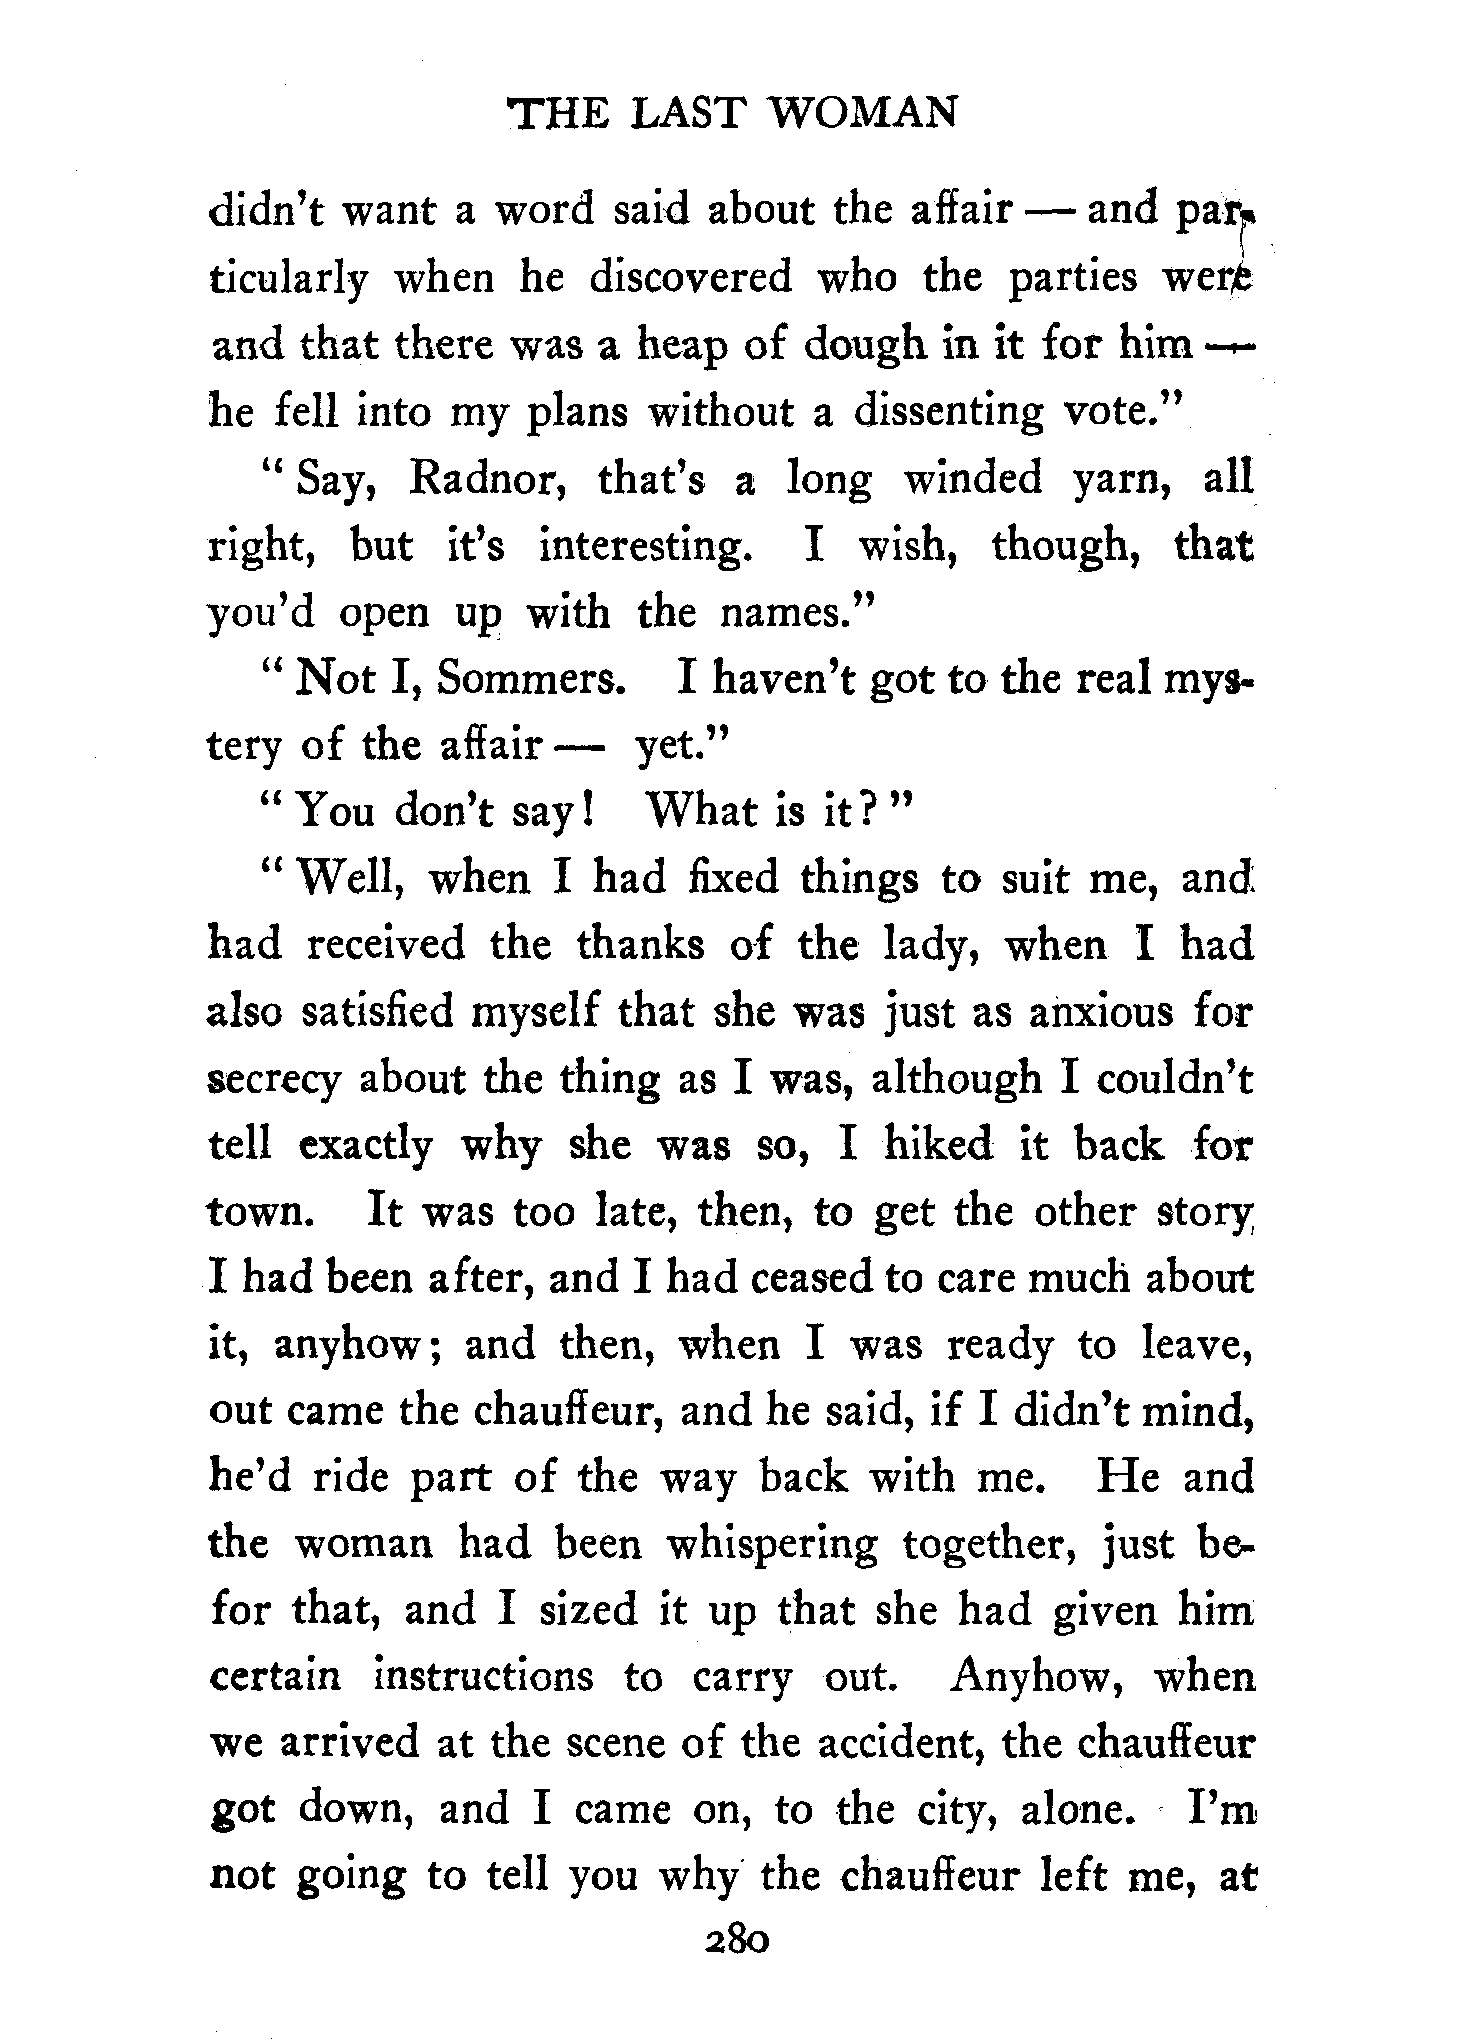 THE LAST WOMAN
didn't want a word said about the affair — and par-
ticularly when he discovered who the parties were
and that there was a heap of dough in it for him —
he fell into my plans without a dissenting vote."
" Say, Radnor, that's a long winded yarn, all
right, but it's interesting. I wish, though, that
you'd open up with the names."
" Not I, Sommers. I haven't got to the real mys-
tery of the affair — yet."
" You don't say! What is it? "
" Well, when I had fixed things to suit me, and
had received the thanks of the lady, when I had
also satisfied myself that she was just as anxious for
secrecy about the thing as I was, although I couldn't
tell exactly why she was so, I hiked it back for
town. It was too late, then, to get the other story
I had been after, and I had ceased to care much about
it, anyhow; and then, when I was ready to leave,
out came the chauffeur, and he said, if I didn't mind,
he'd ride part of the way back with me. He and
the woman had been whispering together, just be-
for that, and I sized it up that she had given him
certain instructions to carry out. Anyhow, when
we arrived at the scene of the accident, the chauffeur
got down, and I came on, to the city, alone. I'm
not going to tell you why the chauffeur left me, at
280